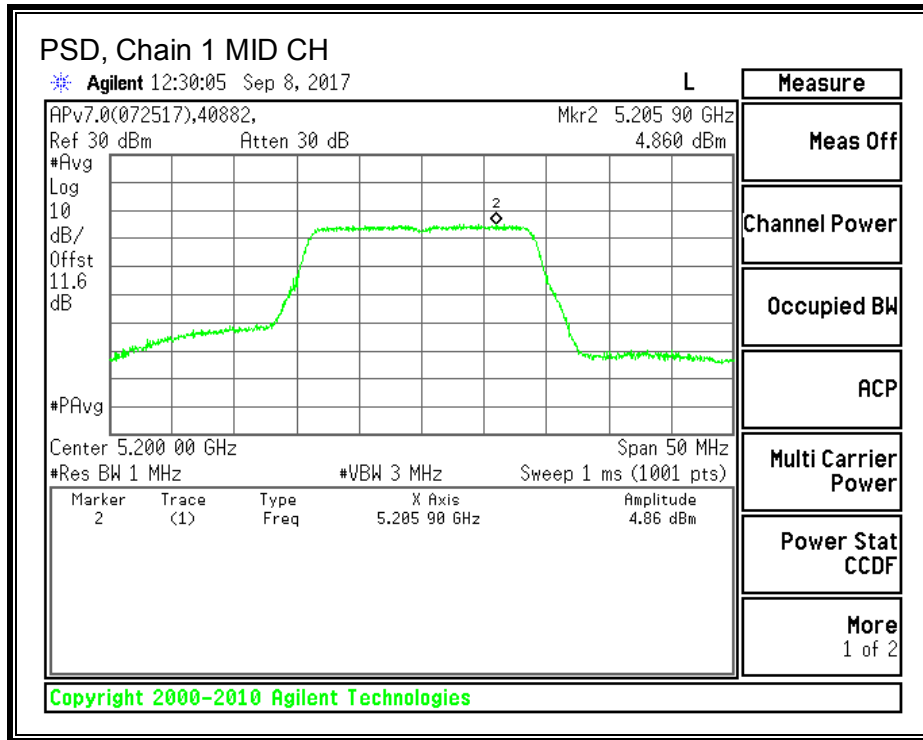 PSD, Chain 1 MID CH
Agilent 12:30:05 Sep 8, 2017 L
APv7.0(072517),40882, Mkr2 5.205 90 GHz
Ref 30 dBm Atten 30 dB 4.860 dBm
#Avg
Log
10
dB/
Offst
11.6
dB
#PAvg
2
Center 5.200 00 GHz Span 50 MHz
#Res BW 1 MHz #VBW 3 MHz Sweep 1 ms (1001 pts)
Marker Trace Type X Axis Amplitude
2 (1) Freq 5.205 90 GHz 4.86 dBm
Copyright 2000-2010 Agilent Technologies
Measure
Meas Off
Channel Power
Occupied BW
ACP
Multi Carrier
Power
Power Stat
CCDF
More
1 of 2